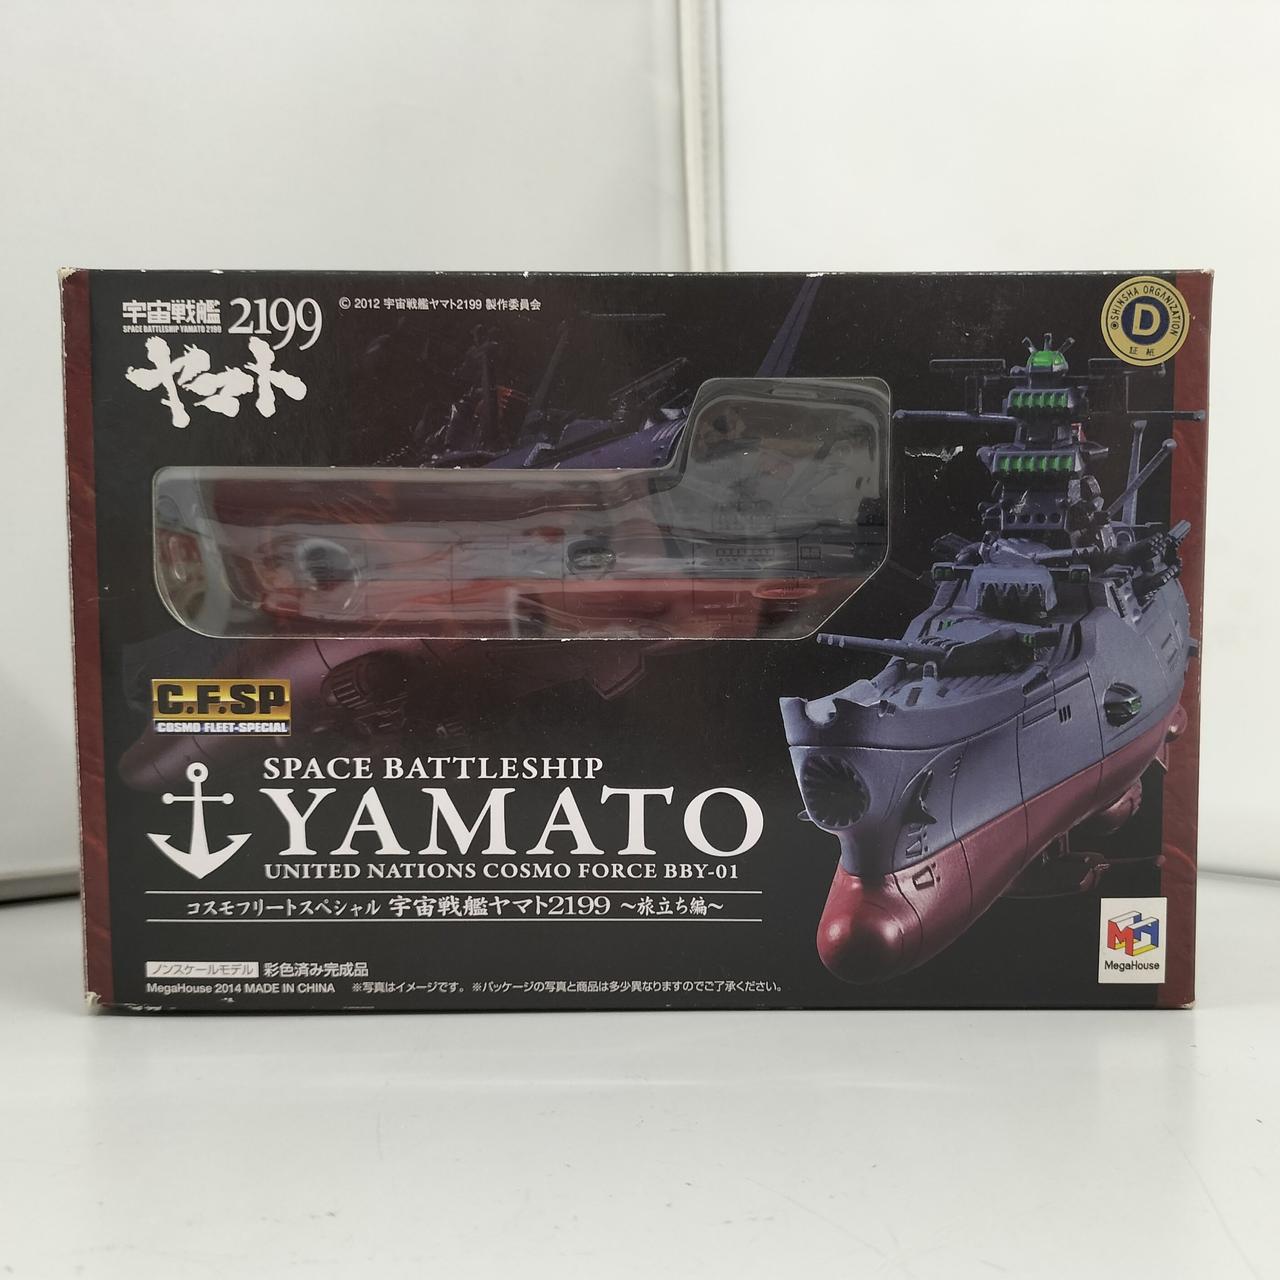 宇宙戦艦
SPACE BATTLESHIP YAMATO 2199
2199
ヤマト
© 2012 宇宙戦艦ヤマト2199 製作委員会
©SHINSHA ORGANIZATION
D
証紙
C.F.SP
COSMO FLEET-SPECIAL
SPACE BATTLESHIP
YAMATO
UNITED NATIONS COSMO FORCE BBY-01
コスモフリートスペシャル 宇宙戦艦ヤマト2199 〜旅立ち編〜
ノンスケールモデル 彩色済み完成品
MegaHouse 2014 MADE IN CHINA ※写真はイメージです。※パッケージの写真と商品は多少異なりますのでご了承ください。
MegaHouse